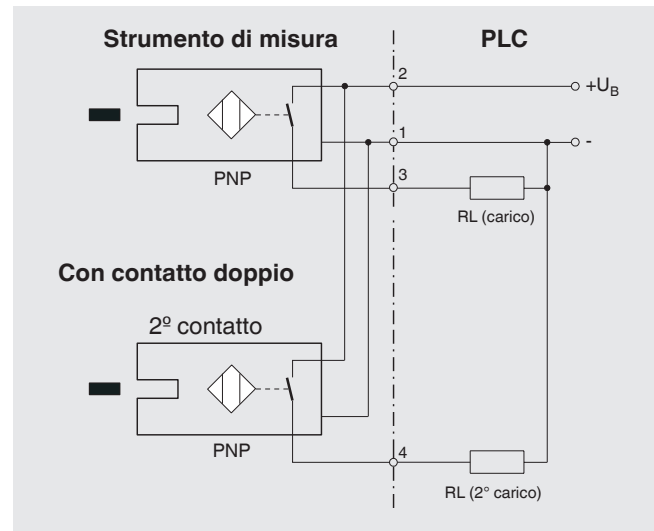 Strumento di misura
PLC
2
+UB
1
-
3
PNP
RL (carico)
Con contatto doppio
2º contatto
PNP
4
RL (2° carico)